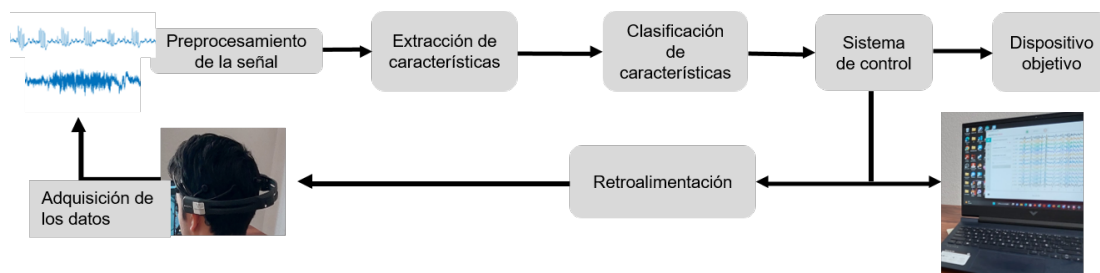 Preprocesamiento
de la señal
Extracción de
características
Clasificación
de
características
Sistema
de control
Dispositivo
objetivo
Adquisición de
los datos
Retroalimentación